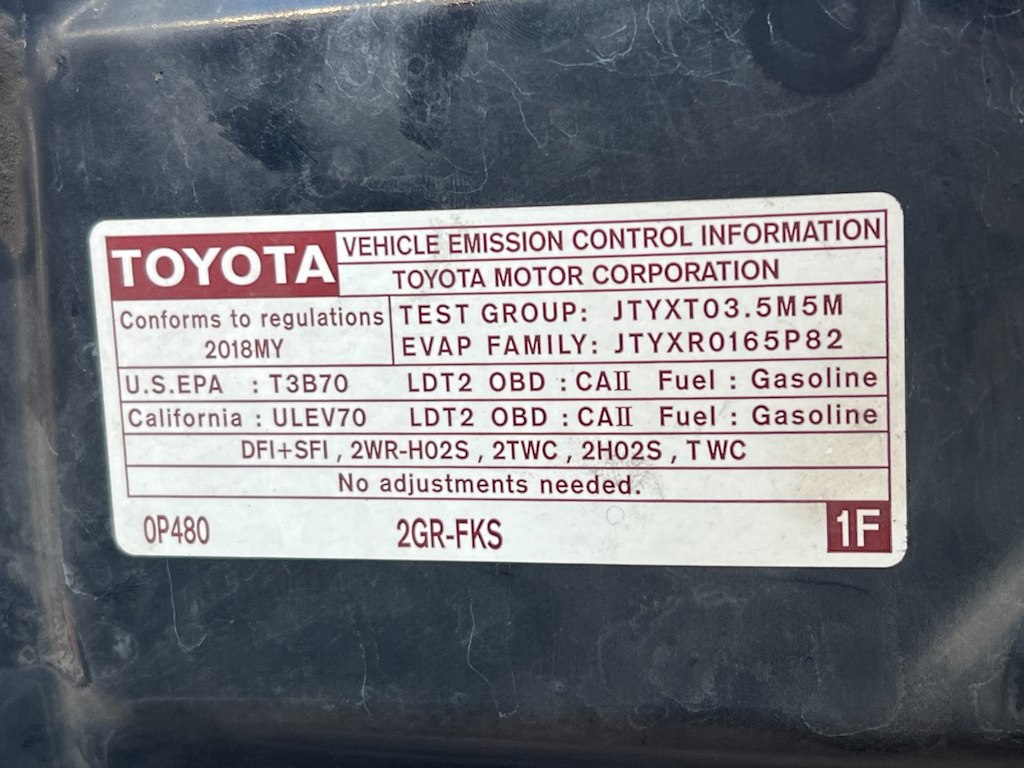 TOYOTA
VEHICLE EMISSION CONTROL INFORMATION
TOYOTA MOTOR CORPORATION
Conforms to regulations
2018MY
TEST GROUP: JTYXT03.5M5M
EVAP FAMILY: JTYXR0165P82
U.S.EPA : T3B70 LDT2 OBD : CAII Fuel : Gasoline
California : ULEV70 LDT2 OBD : CAII Fuel : Gasoline
DFI+SFI , 2WR-HO2S , 2TWC , 2HO2S , TWC
No adjustments needed.
0P480 2GR-FKS 1F